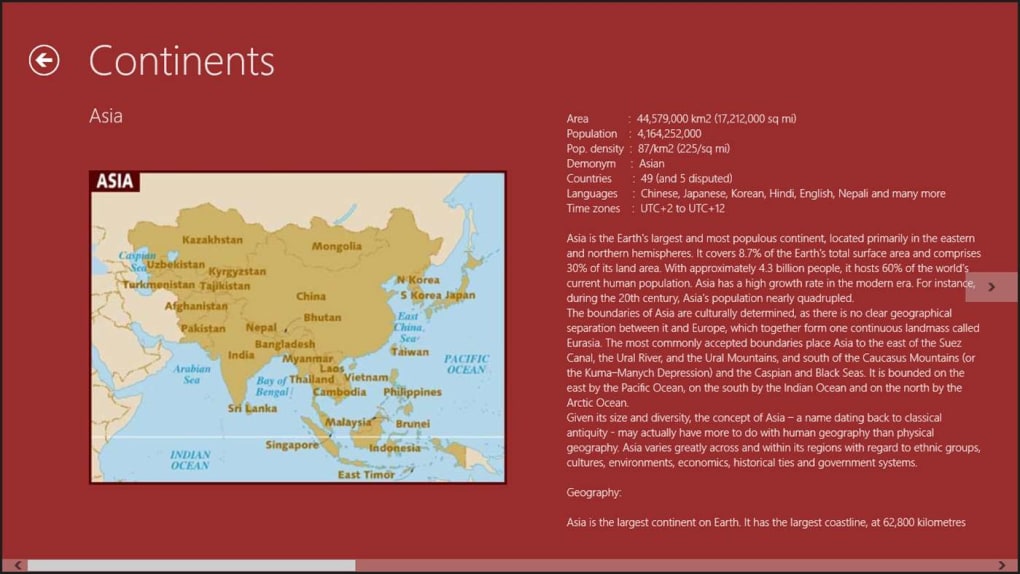 Continents
Asia
ASIA
Kazakhstan
Mongolia
Caspian
Sea
Uzbekistan
Kyrgyzstan
N Korea
Turkmenistan Tajikistan
China
S Korea Japan
Afghanistan
Bhutan
East
China
Sea
Pakistan
Nepal
Bangladesh
Taiwan
India
Myanmar
PACIFIC
OCEAN
Laos
Arabian
Sea
Bay of
Bengal
Thailand
Vietnam
Cambodia
Philippines
Sri Lanka
Malaysia
Brunei
Singapore
Indonesia
INDIAN
OCEAN
East Timor
Area : 44,579,000 km2 (17,212,000 sq mi)
Population : 4,164,252,000
Pop. density : 87/km2 (225/sq mi)
Demonym : Asian
Countries : 49 (and 5 disputed)
Languages : Chinese, Japanese, Korean, Hindi, English, Nepali and many more
Time zones : UTC+2 to UTC+12
Asia is the Earth's largest and most populous continent, located primarily in the eastern
and northern hemispheres. It covers 8.7% of the Earth's total surface area and comprises
30% of its land area. With approximately 4.3 billion people, it hosts 60% of the world's
current human population. Asia has a high growth rate in the modern era. For instance,
during the 20th century, Asia's population nearly quadrupled.
The boundaries of Asia are culturally determined, as there is no clear geographical
separation between it and Europe, which together form one continuous landmass called
Eurasia. The most commonly accepted boundaries place Asia to the east of the Suez
Canal, the Ural River, and the Ural Mountains, and south of the Caucasus Mountains (or
the Kuma–Manych Depression) and the Caspian and Black Seas. It is bounded on the
east by the Pacific Ocean, on the south by the Indian Ocean and on the north by the
Arctic Ocean.
Given its size and diversity, the concept of Asia – a name dating back to classical
antiquity - may actually have more to do with human geography than physical
geography. Asia varies greatly across and within its regions with regard to ethnic groups,
cultures, environments, economics, historical ties and government systems.
Geography:
Asia is the largest continent on Earth. It has the largest coastline, at 62,800 kilometres